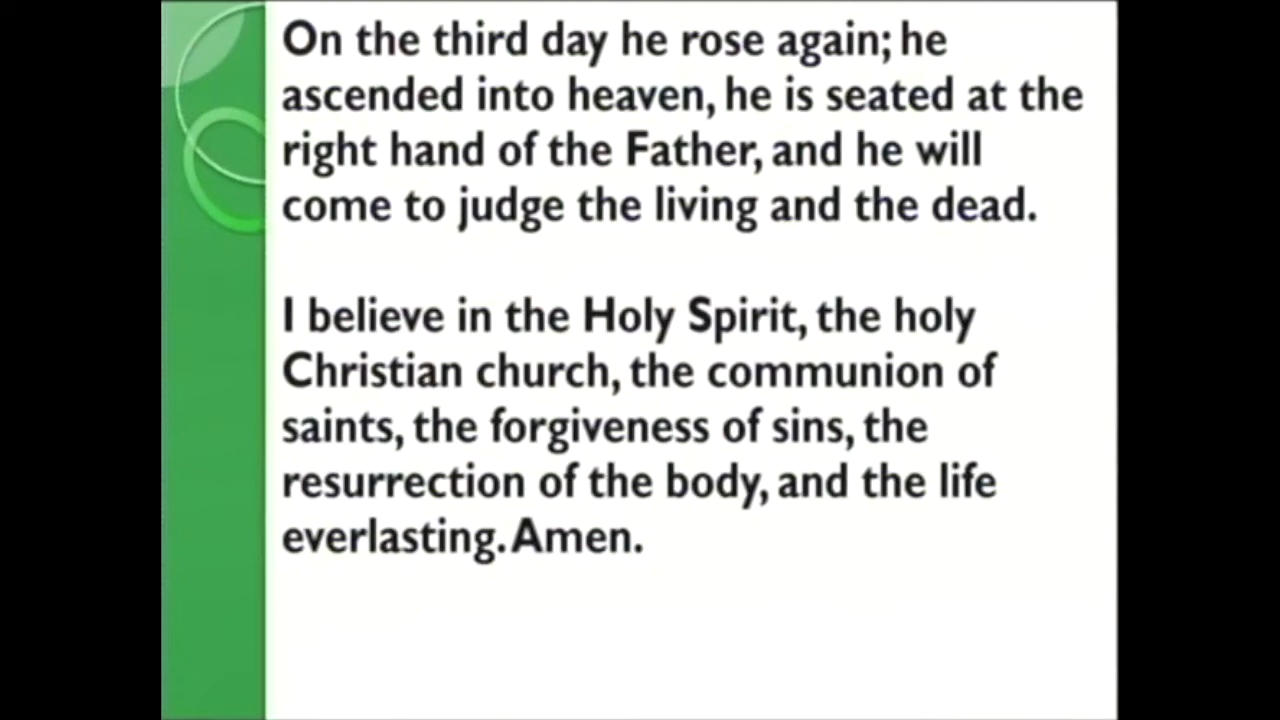 On the third day he rose again; he
ascended into heaven, he is seated at the
right hand of the Father, and he will
come to judge the living and the dead.
I believe in the Holy Spirit, the holy
Christian church, the communion of
saints, the forgiveness of sins, the
resurrection of the body, and the life
everlasting. Amen.